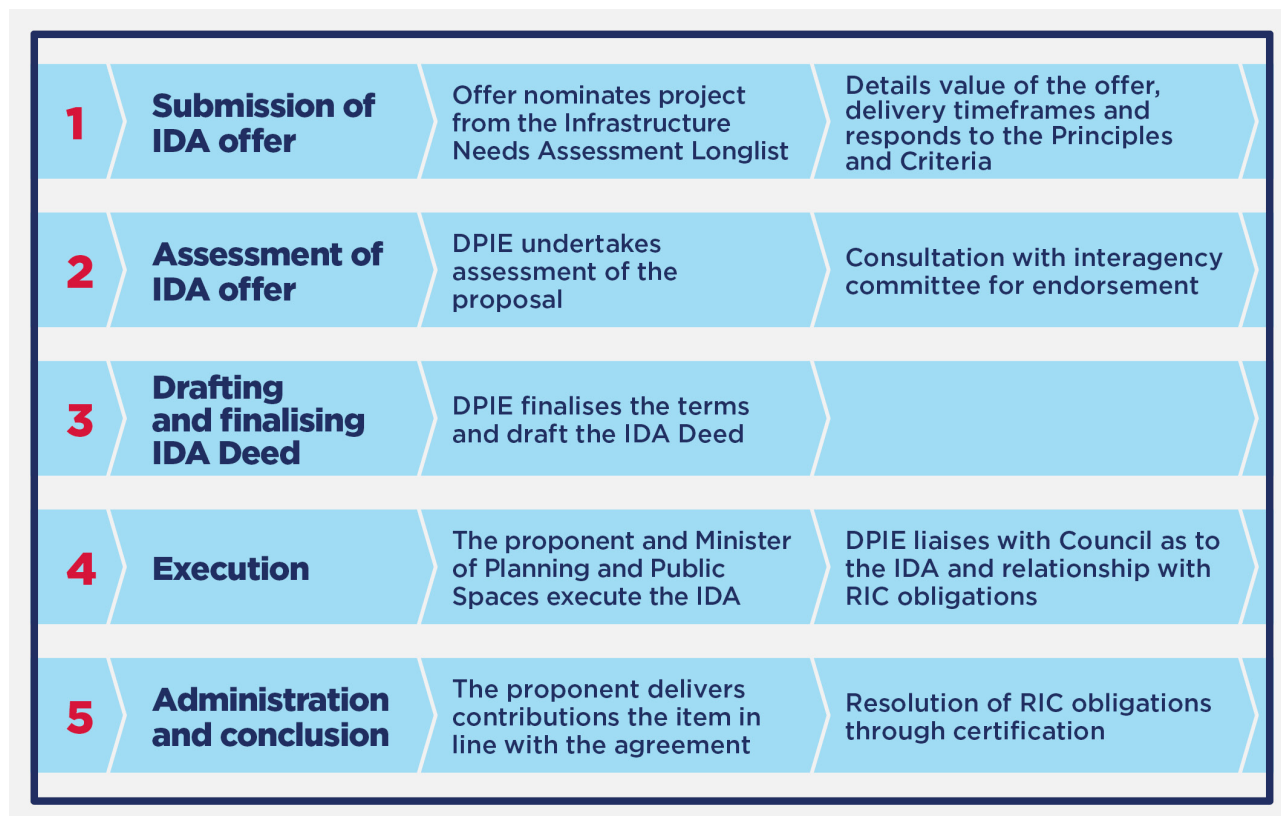 1
Submission of
IDA offer
Offer nominates project
from the Infrastructure
Needs Assessment Longlist
Details value of the offer,
delivery timeframes and
responds to the Principles
and Criteria
2
Assessment of
IDA offer
DPIE undertakes
assessment of the
proposal
Consultation with interagency
committee for endorsement
3
Drafting
and finalising
IDA Deed
DPIE finalises the terms
and draft the IDA Deed
4
Execution
The proponent and Minister
of Planning and Public
Spaces execute the IDA
DPIE liaises with Council as to
the IDA and relationship with
RIC obligations
5
Administration
and conclusion
The proponent delivers
contributions the item in
line with the agreement
Resolution of RIC obligations
through certification